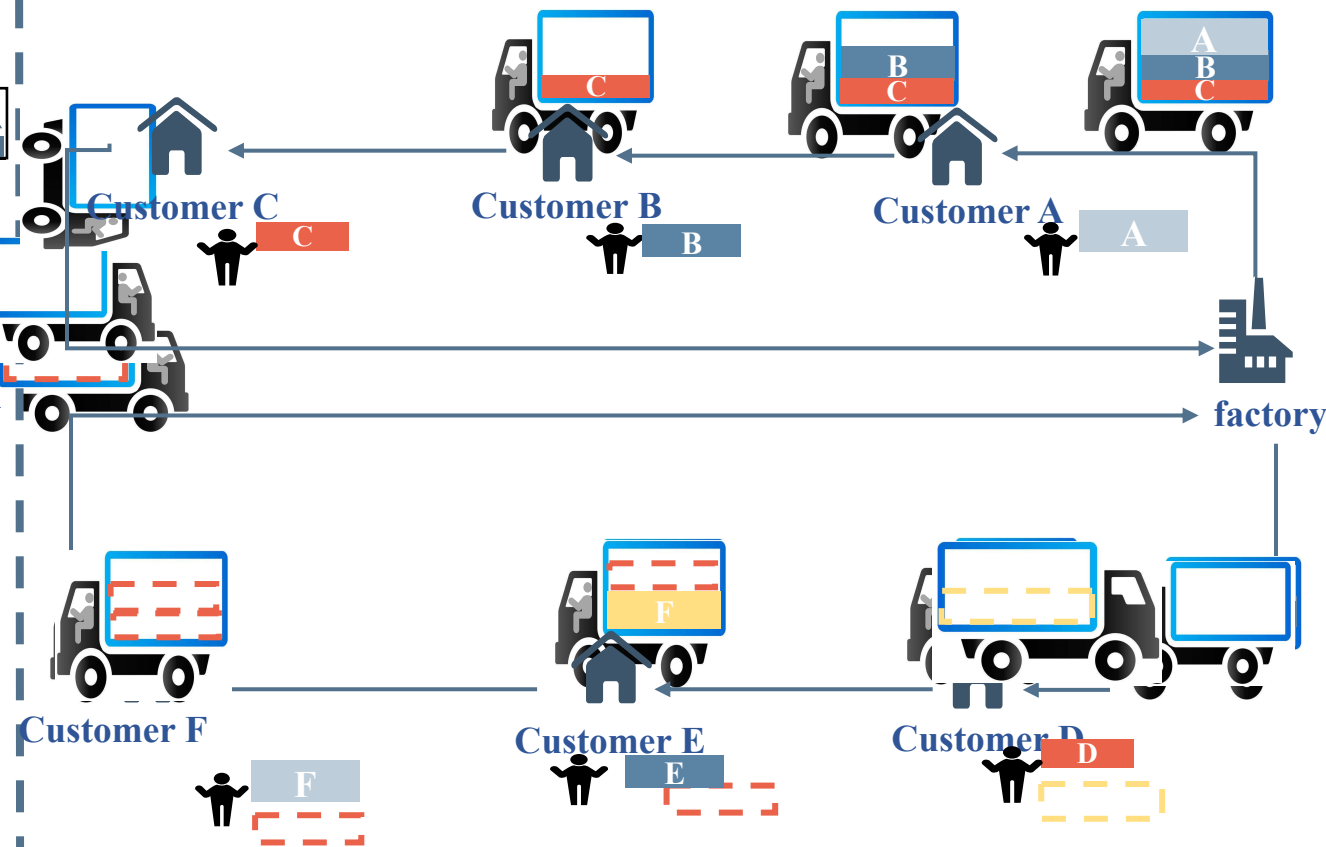 A
B
B
C
C
C
Customer C
Customer B
Customer A
C
B
A
factory
F
Customer F
Customer E
Customer D
F
E
D